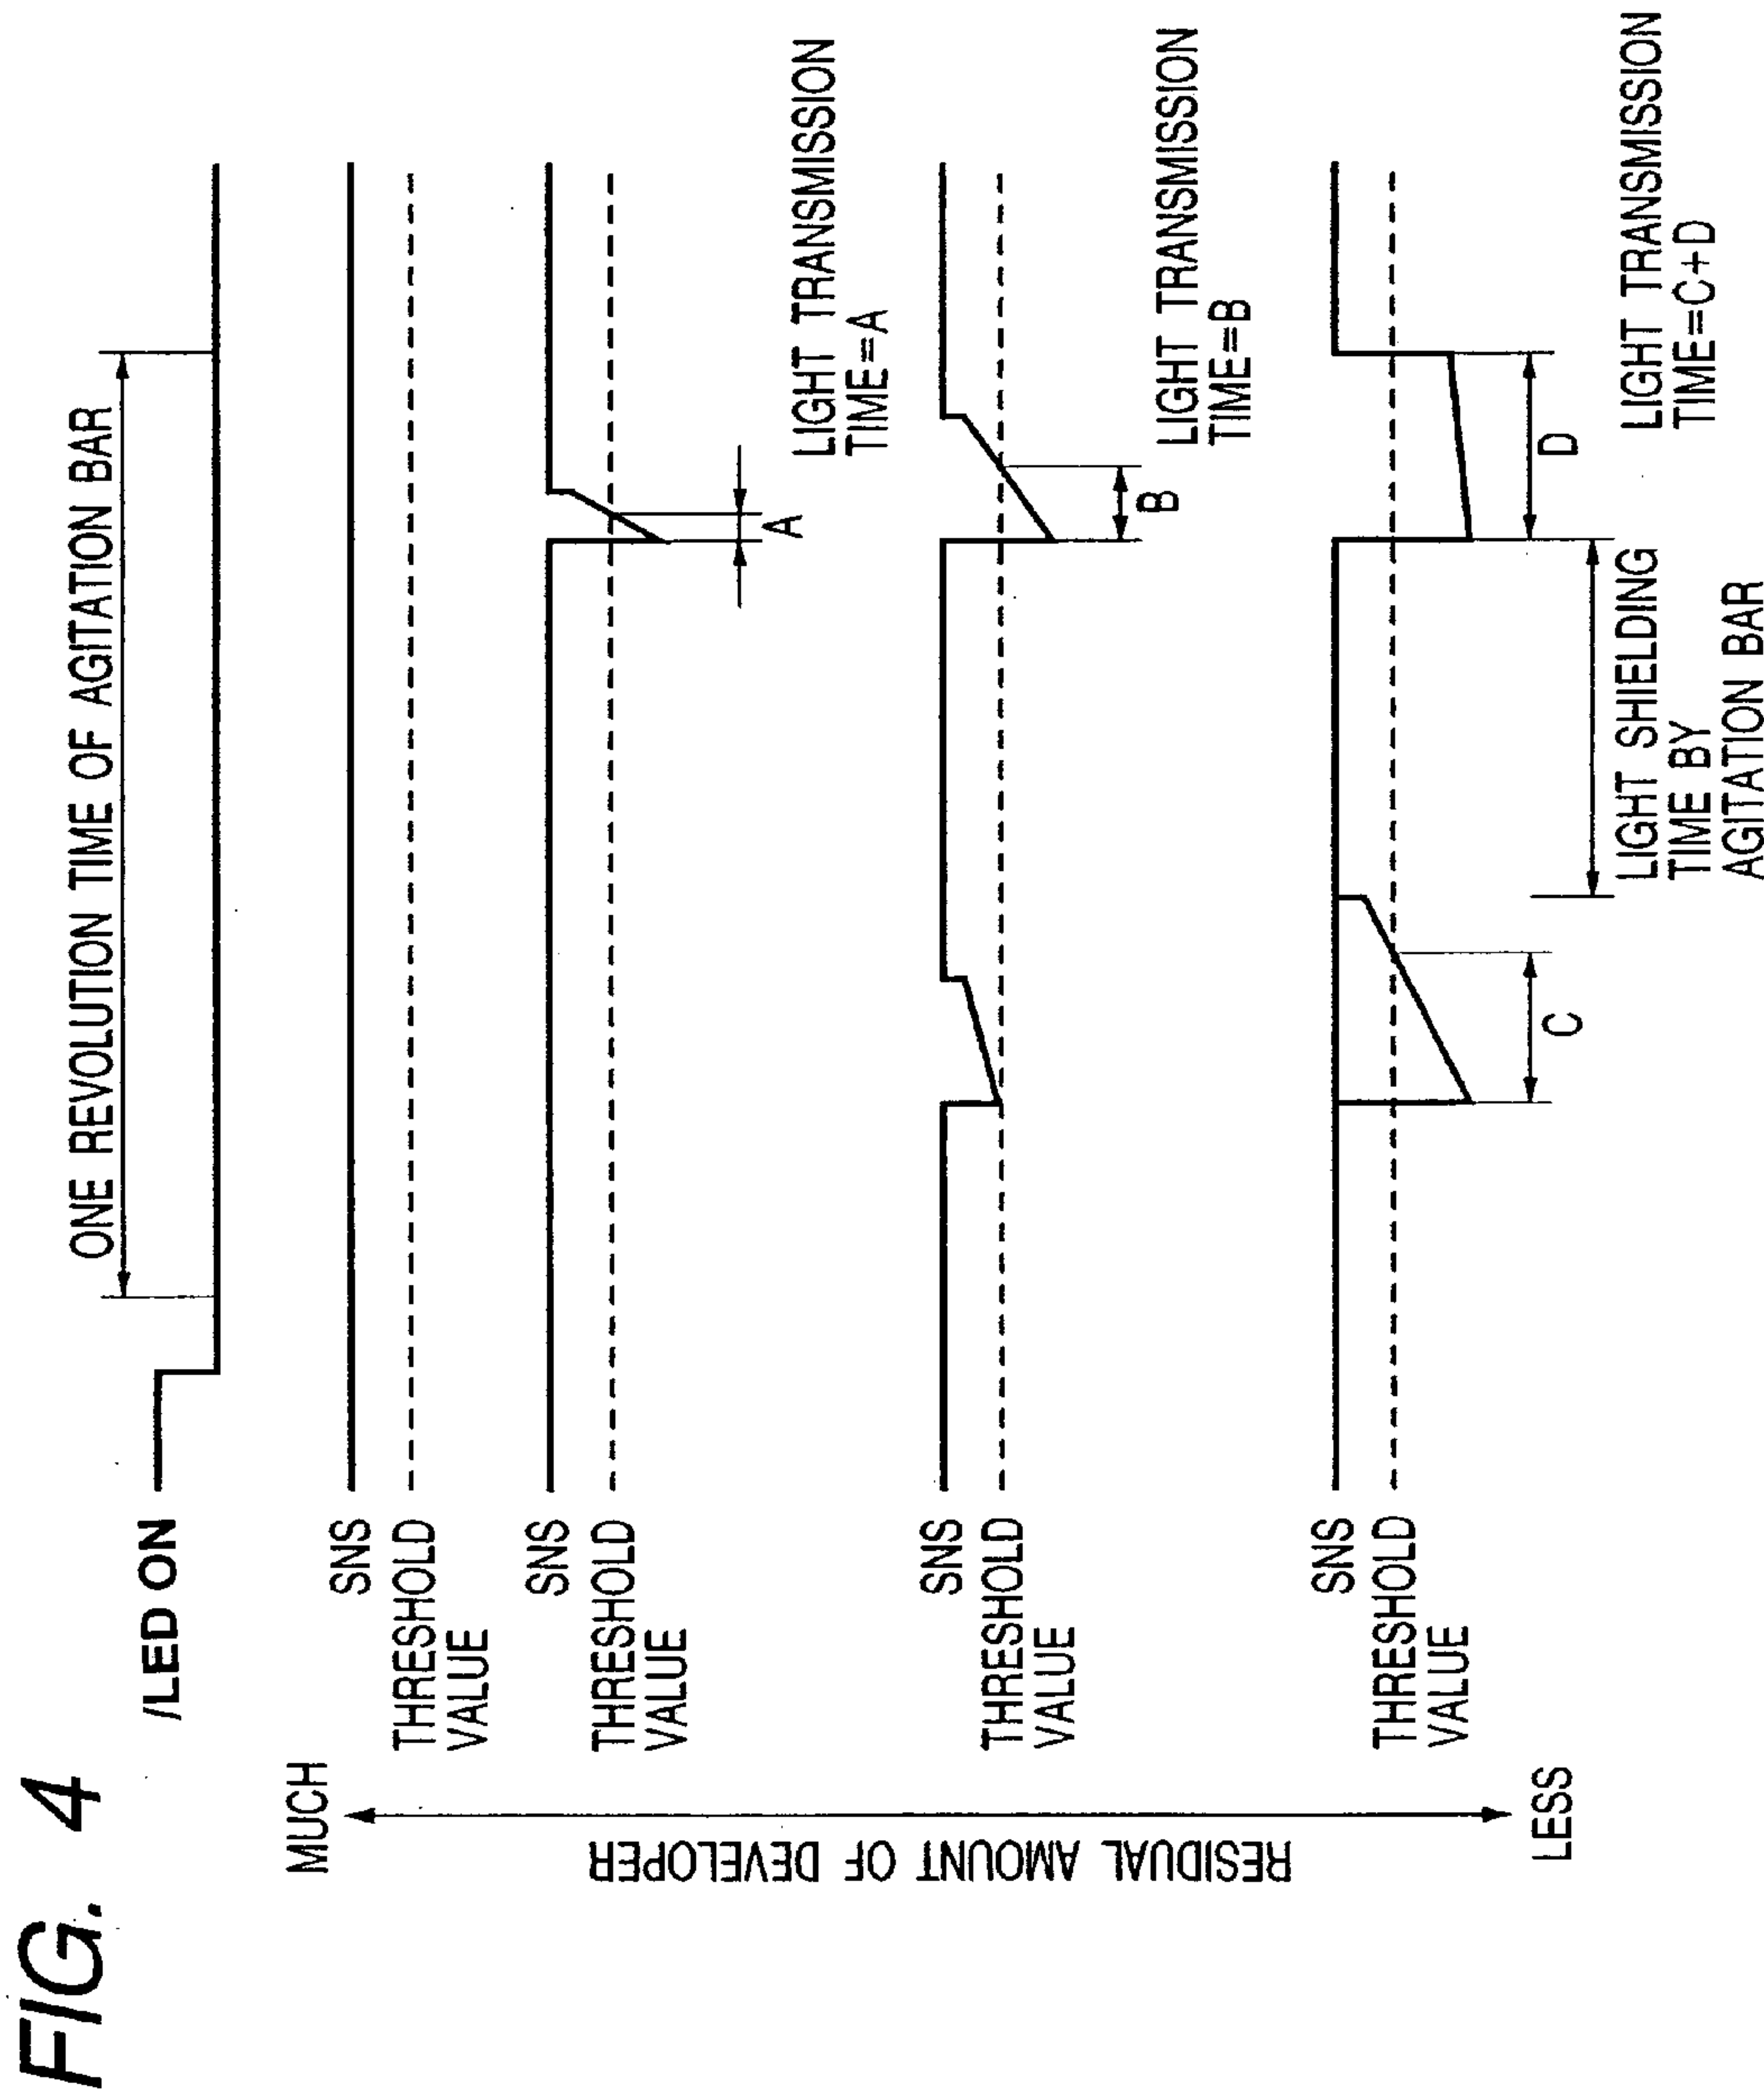 FIG. 4
ONE REVOLUTION TIME OF AGITATION BAR
/LED ON
MUCH
RESIDUAL AMOUNT OF DEVELOPER
LESS
SNS
THRESHOLD
VALUE
SNS
THRESHOLD
VALUE
A
LIGHT TRANSMISSION
TIME=A
SNS
THRESHOLD
VALUE
B
LIGHT TRANSMISSION
TIME=B
SNS
THRESHOLD
VALUE
C
D
LIGHT SHIELDING
TIME BY
AGITATION BAR
LIGHT TRANSMISSION
TIME=C+D